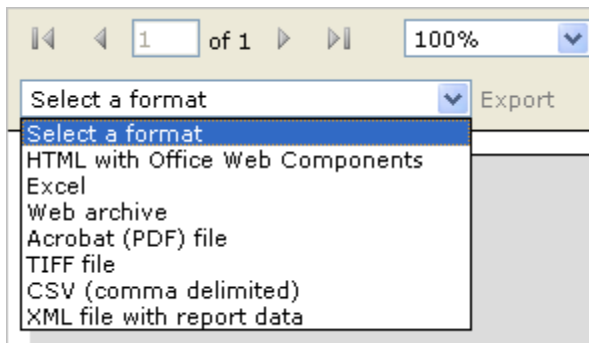 1 of 1 100%
Select a format Export
Select a format
HTML with Office Web Components
Excel
Web archive
Acrobat (PDF) file
TIFF file
CSV (comma delimited)
XML file with report data